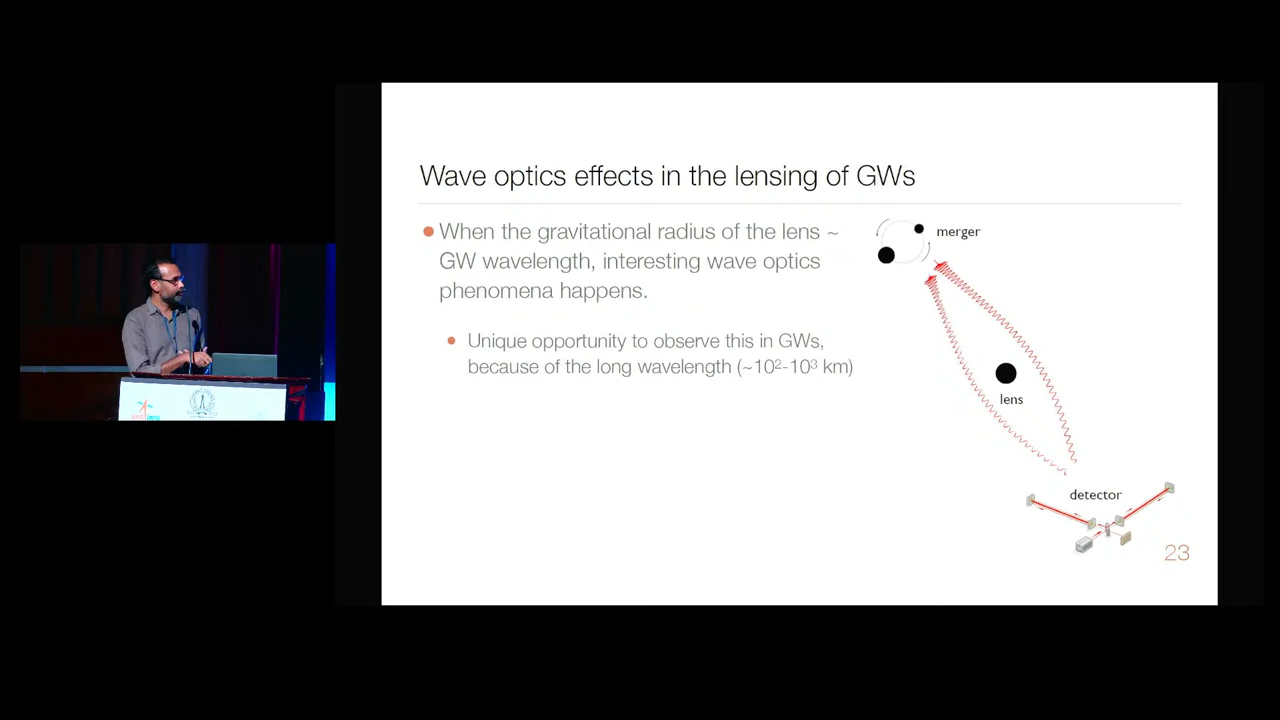 Wave optics effects in the lensing of GWs
When the gravitational radius of the lens ~
GW wavelength, interesting wave optics
phenomena happens.
Unique opportunity to observe this in GWs,
because of the long wavelength (~10²-10³ km)
merger
lens
detector
23